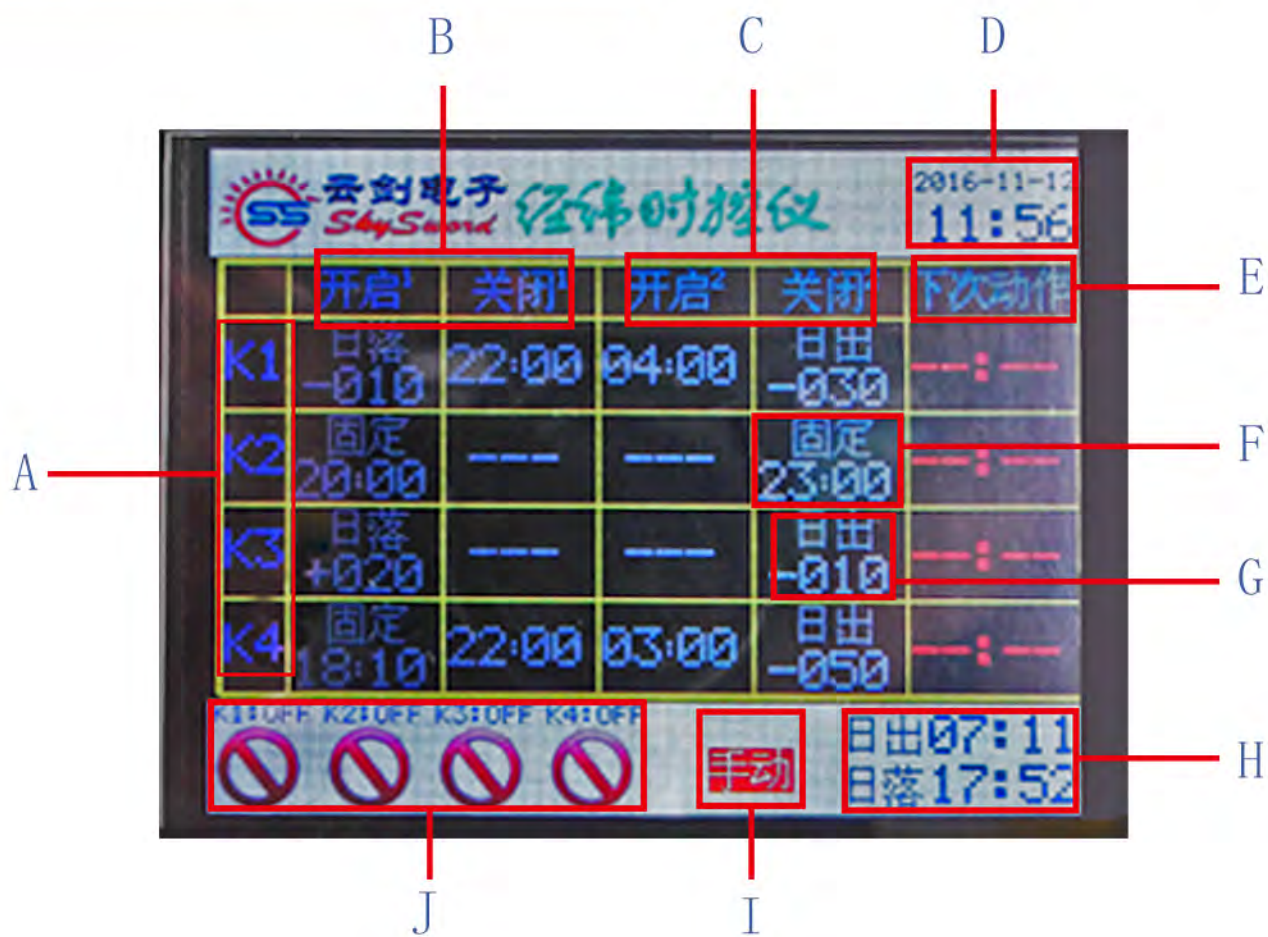 B C D
云剑电子
SkySword
经纬时控仪
2016-11-12
11:56
开启¹ 关闭¹ 开启² 关闭² 下次动作
E
K1 日落 -010 22:00 04:00 日出 -030 --:--
K2 固定 20:00 --- --- 固定 23:00 --:--
F
A
K3 日落 +020 --- --- 日出 -010 --:--
G
K4 固定 18:10 22:00 03:00 日出 -050 --:--
K1:OFF K2:OFF K3:OFF K4:OFF
手动
日出07:11
日落17:52
H
J I